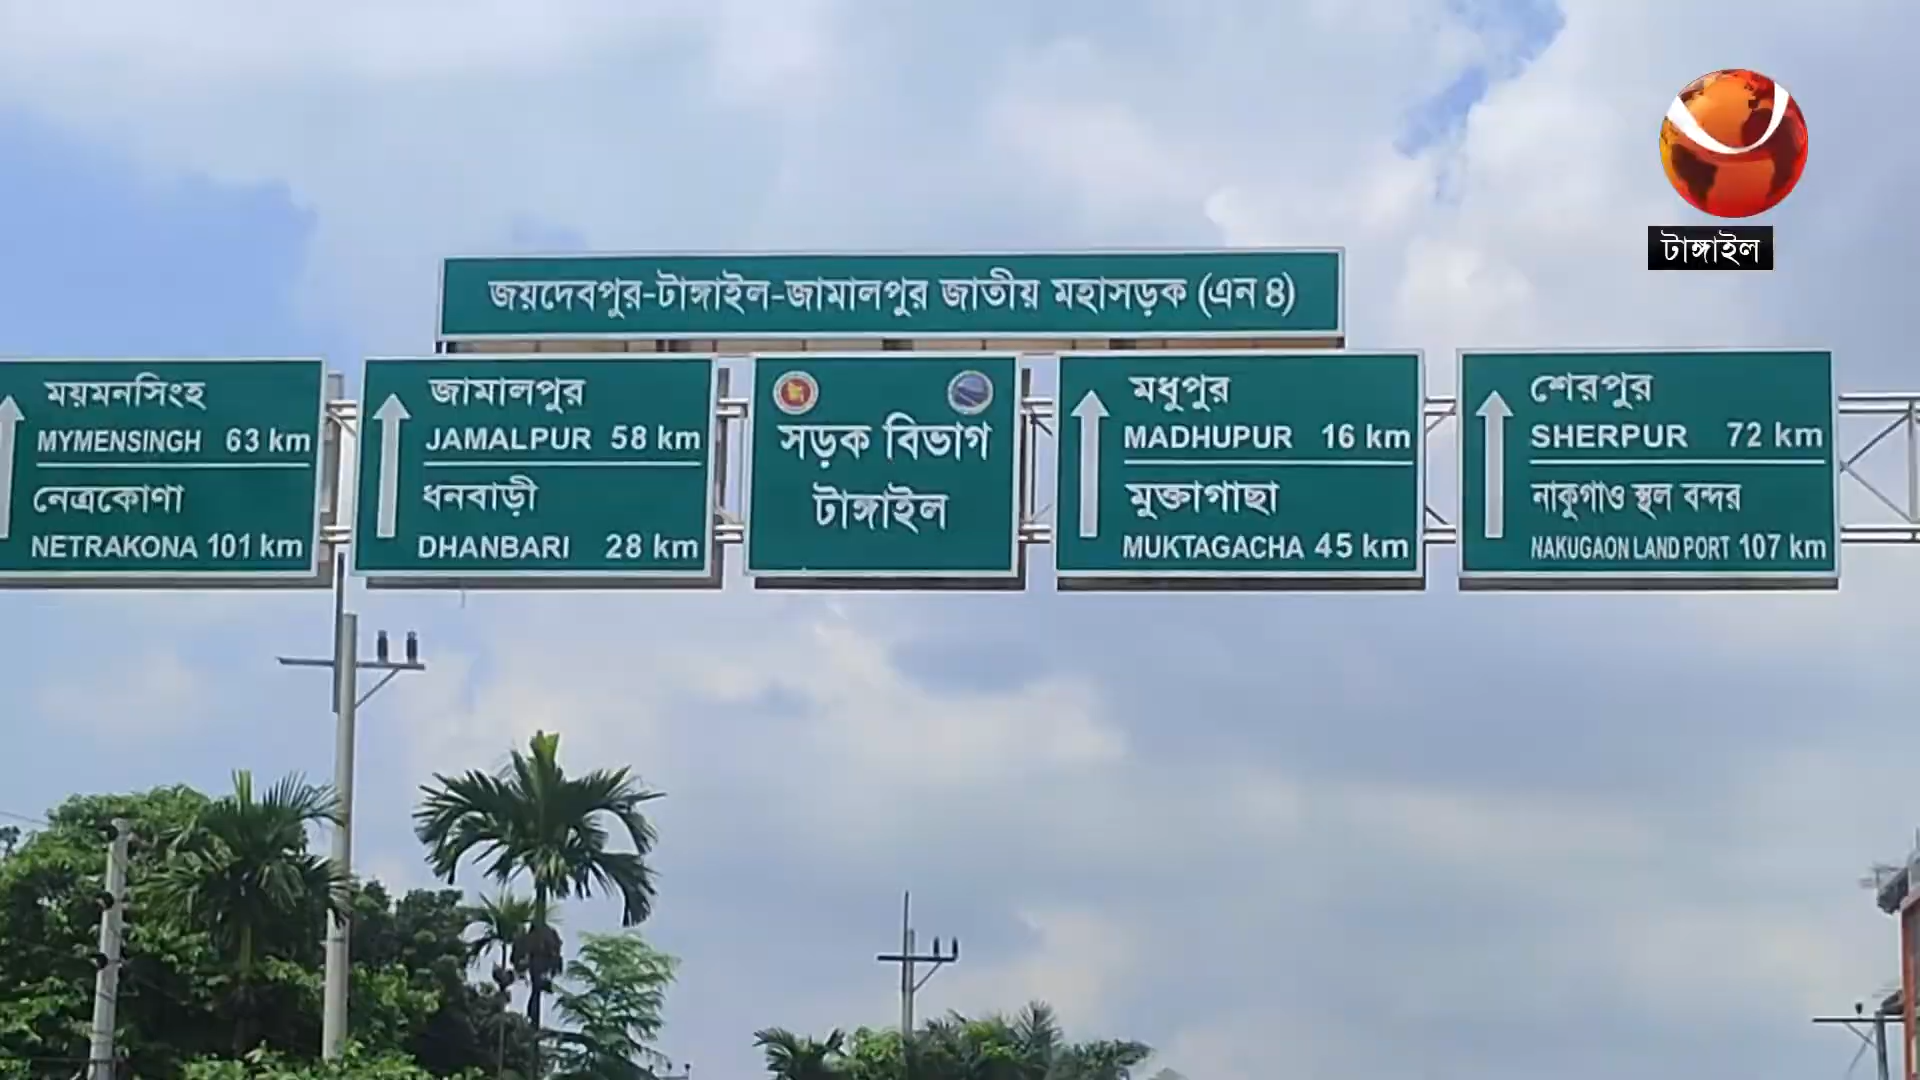 টাঙ্গাইল
জয়দেবপুর-টাঙ্গাইল-জামালপুর জাতীয় মহাসড়ক (এন ৪)
ময়মনসিংহ
MYMENSINGH 63 km
নেত্রকোণা
NETRAKONA 101 km
জামালপুর
JAMALPUR 58 km
ধনবাড়ী
DHANBARI 28 km
সড়ক বিভাগ
টাঙ্গাইল
মধুপুর
MADHUPUR 16 km
মুক্তাগাছা
MUKTAGACHA 45 km
শেরপুর
SHERPUR 72 km
নাকুগাও স্থল বন্দর
NAKUGAON LAND PORT 107 km